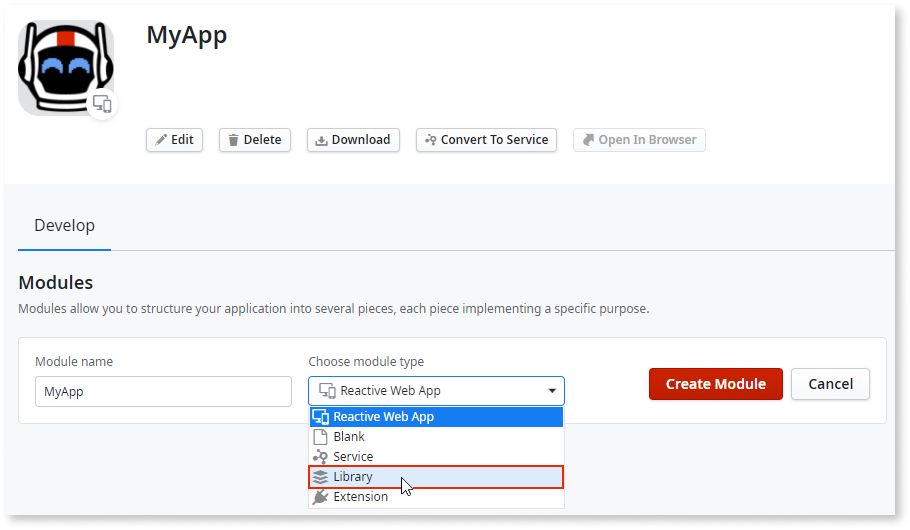 MyApp
Edit Delete Download Convert To Service Open In Browser
Develop
Modules
Modules allow you to structure your application into several pieces, each piece implementing a specific purpose.
Module name Choose module type
MyApp Reactive Web App Create Module Cancel
Reactive Web App
Blank
Service
Library
Extension